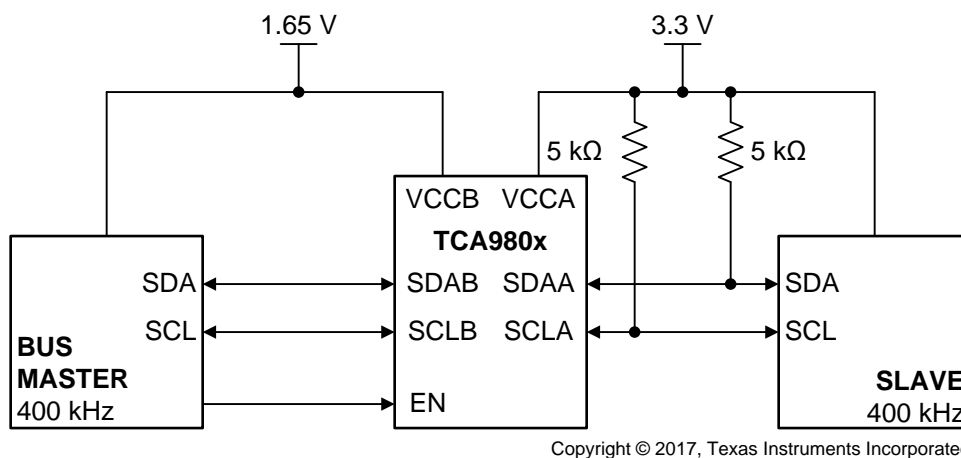 1.65 V
3.3 V
5 kΩ
5 kΩ
VCCB VCCA
TCA980x
SDA
SDAB SDAA
SDA
SCL
SCLB SCLA
SCL
BUS
MASTER
400 kHz
EN
SLAVE
400 kHz
Copyright © 2017, Texas Instruments Incorporate